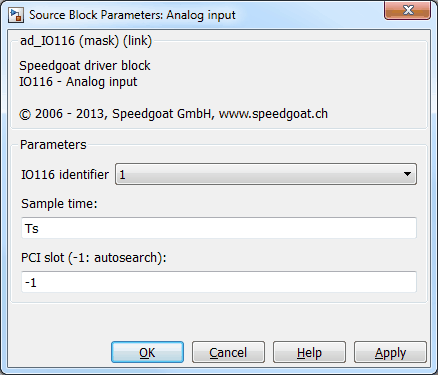 Source Block Parameters: Analog input
ad_IO116 (mask) (link)
Speedgoat driver block
IO116 - Analog input
© 2006 - 2013, Speedgoat GmbH, www.speedgoat.ch
Parameters
IO116 identifier 1
Sample time:
Ts
PCI slot (-1: autosearch):
-1
OK Cancel Help Apply